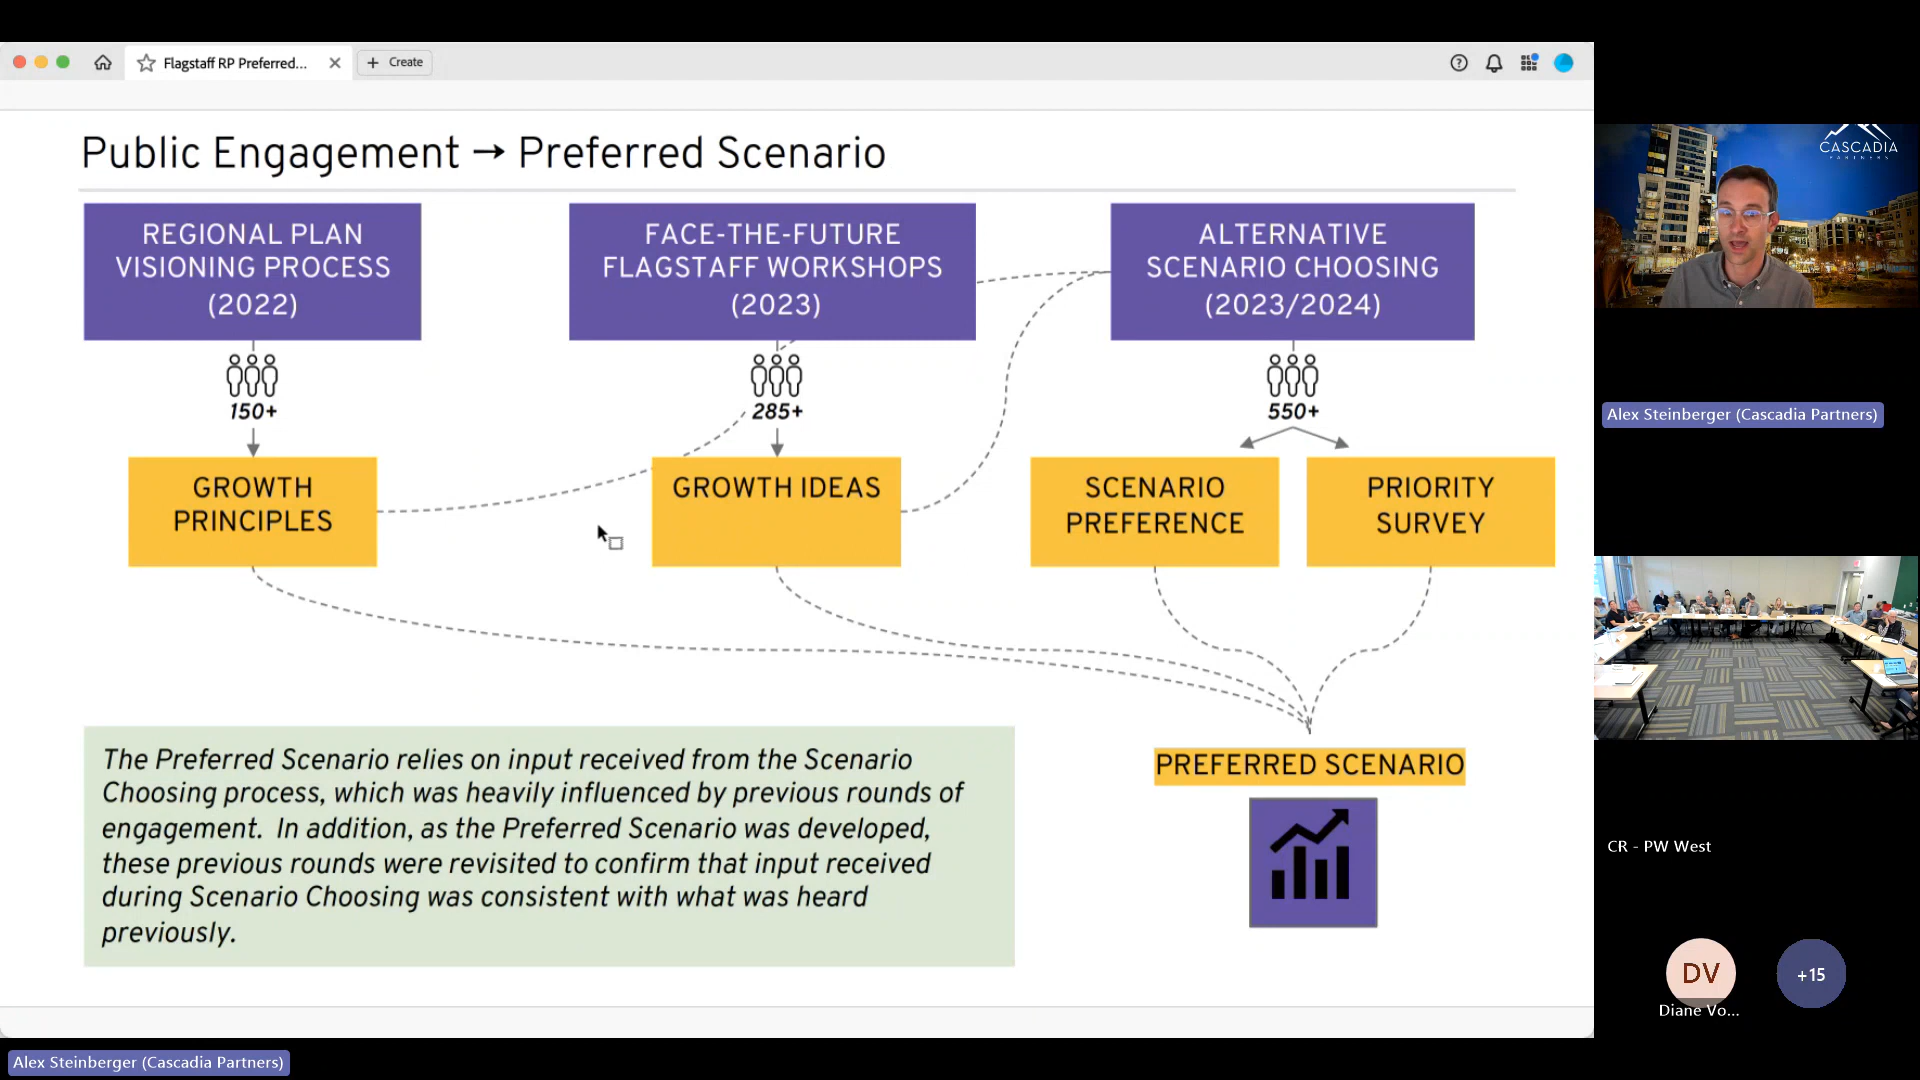 Flagstaff RP Preferred...
Create
Public Engagement → Preferred Scenario
REGIONAL PLAN
VISIONING PROCESS
(2022)
FACE-THE-FUTURE
FLAGSTAFF WORKSHOPS
(2023)
ALTERNATIVE
SCENARIO CHOOSING
(2023/2024)
150+
285+
550+
GROWTH
PRINCIPLES
GROWTH IDEAS
SCENARIO
PREFERENCE
PRIORITY
SURVEY
The Preferred Scenario relies on input received from the Scenario
Choosing process, which was heavily influenced by previous rounds of
engagement. In addition, as the Preferred Scenario was developed,
these previous rounds were revisited to confirm that input received
during Scenario Choosing was consistent with what was heard
previously.
PREFERRED SCENARIO
CASCADIA
PARTNERS
Alex Steinberger (Cascadia Partners)
CR - PW West
DV
Diane Vo...
+15
Alex Steinberger (Cascadia Partners)